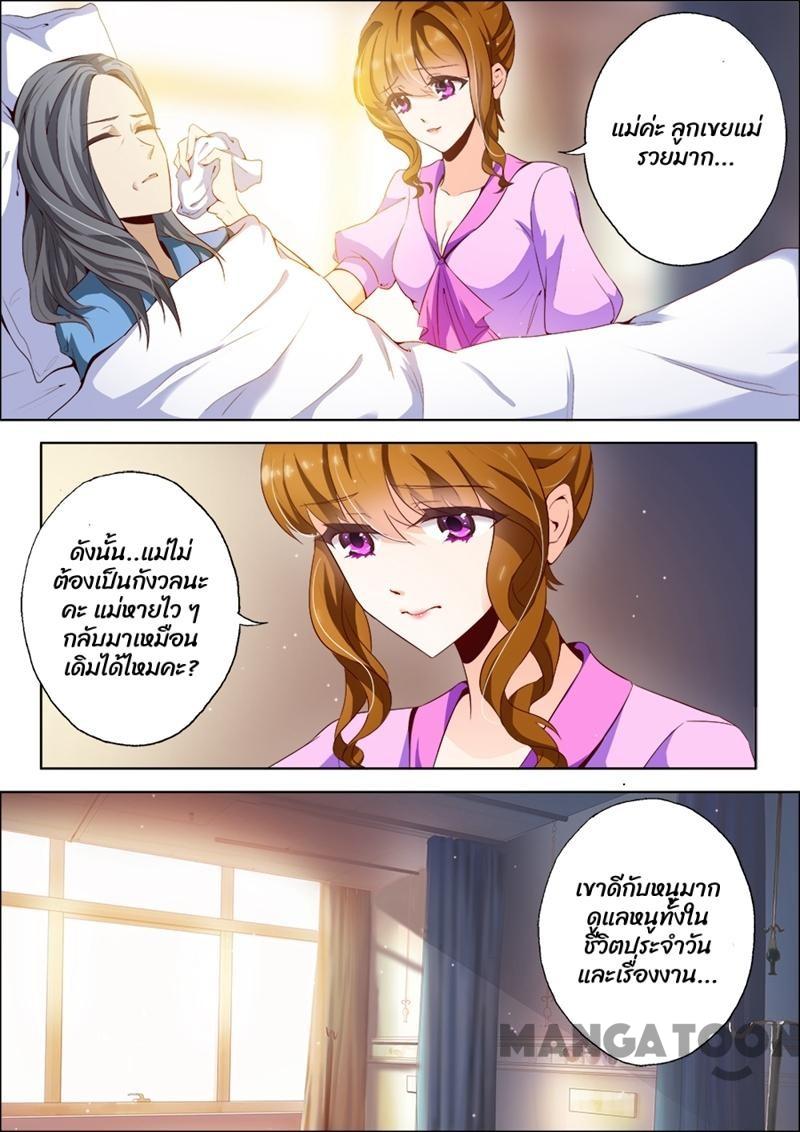 แม่ค่ะ ลูกเขยแม่
รวยมาก...
ดังนั้น..แม่ไม่
ต้องเป็นกังวลนะ
คะ แม่หายไว ๆ
กลับมาเหมือน
เดิมได้ไหมคะ?
เขาดีกับหนูมาก
ดูแลหนูทั้งใน
ชีวิตประจำวัน
และเรื่องงาน...
MANGATOON